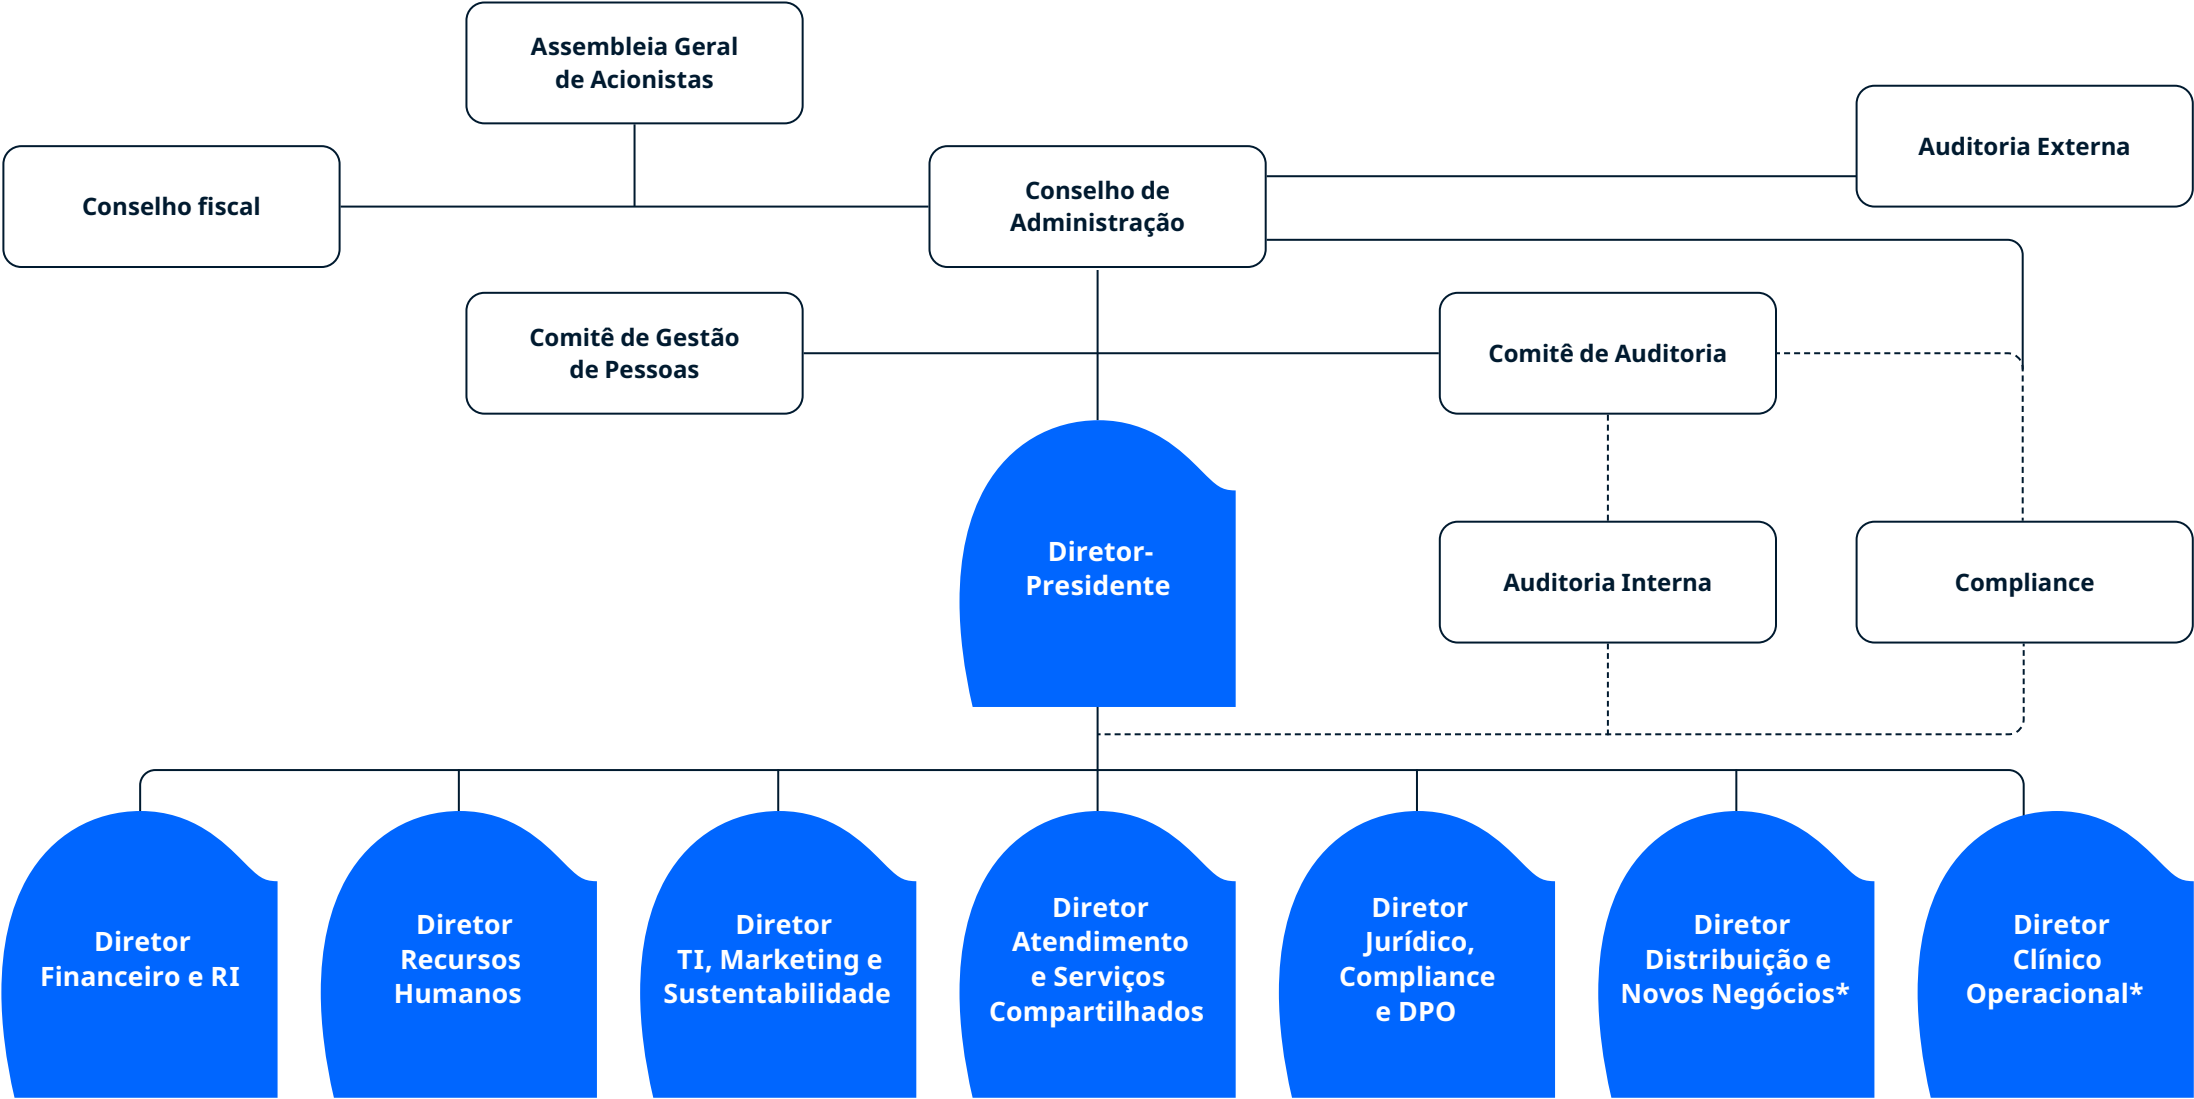 Assembleia Geral
de Acionistas
Auditoria Externa
Conselho fiscal
Conselho de
Administração
Comitê de Gestão
de Pessoas
Comitê de Auditoria
Diretor-
Presidente
Auditoria Interna
Compliance
Diretor
Financeiro e RI
Diretor
Recursos
Humanos
Diretor
TI, Marketing e
Sustentabilidade
Diretor
Atendimento
e Serviços
Compartilhados
Diretor
Jurídico,
Compliance
e DPO
Diretor
Distribuição e
Novos Negócios*
Diretor
Clínico
Operacional*